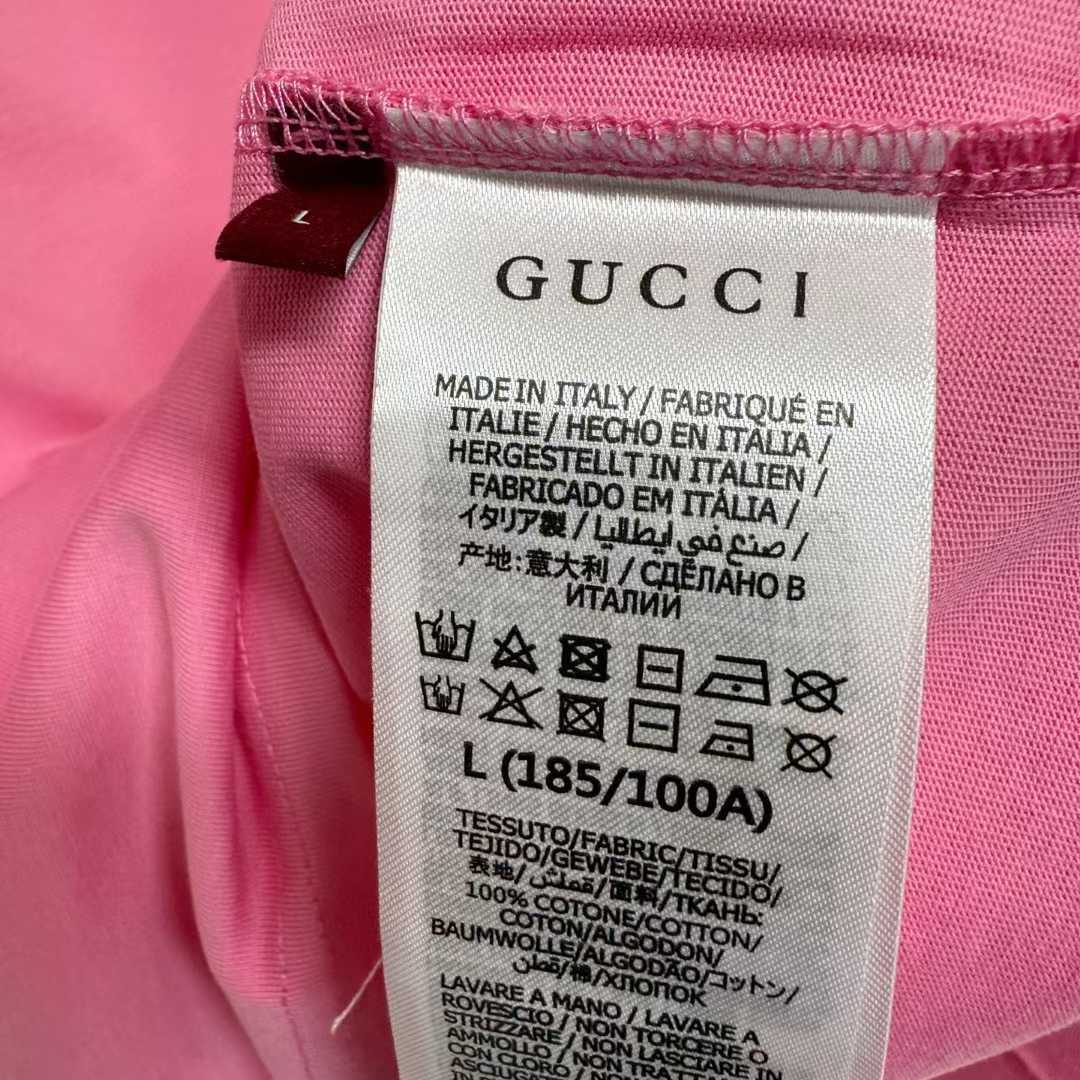 L
GUCCI
MADE IN ITALY / FABRIQUÉ EN
ITALIE / HECHO EN ITALIA /
HERGESTELLT IN ITALIEN /
FABRICADO EM ITÁLIA /
イタリア製 / صنع في ايطاليا /
产地: 意大利 / СДЕЛАНО В
ИТАЛИИ
L (185/100A)
TESSUTO/FABRIC/TISSU/
TEJIDO/GEWEBE/TECIDO/
表地/قملش/面料/ТКАНЬ:
100% COTONE/COTTON/
COTON/ALGODON/
BAUMWOLLE/ALGODÃO/コットン/
قطن/棉/ХЛОПОК
LAVARE A MANO / LAVARE A
ROVESCIO / NON TORCERE O
STRIZZARE / NON LASCIARE IN
AMMOLLO / NON TRATTARE
CON CLORO / NON